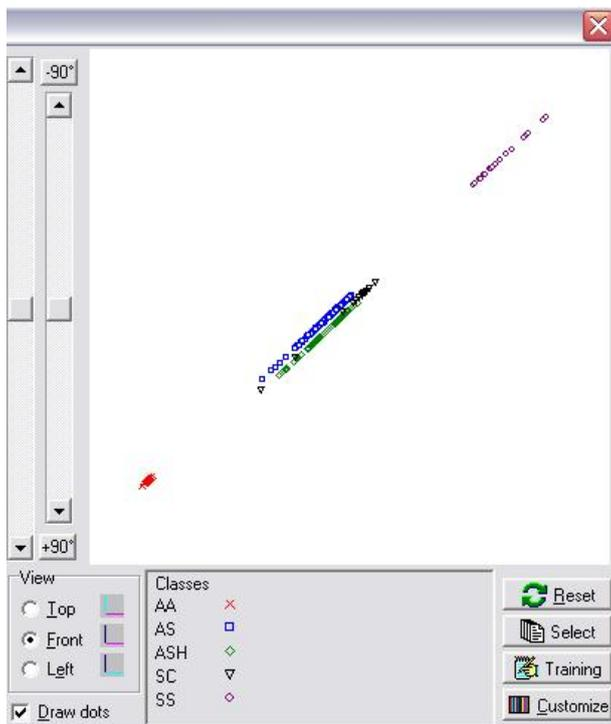 -90°
+90°
View
Top
Front
Left
Draw dots
Classes
AA
AS
ASH
SC
SS
Reset
Select
Training
Customize